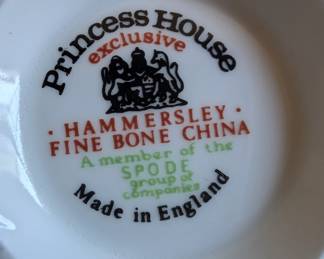 Princess House
exclusive
· HAMMERSLEY ·
FINE BONE CHINA
A member of the
SPODE
group of
companies
Made in England